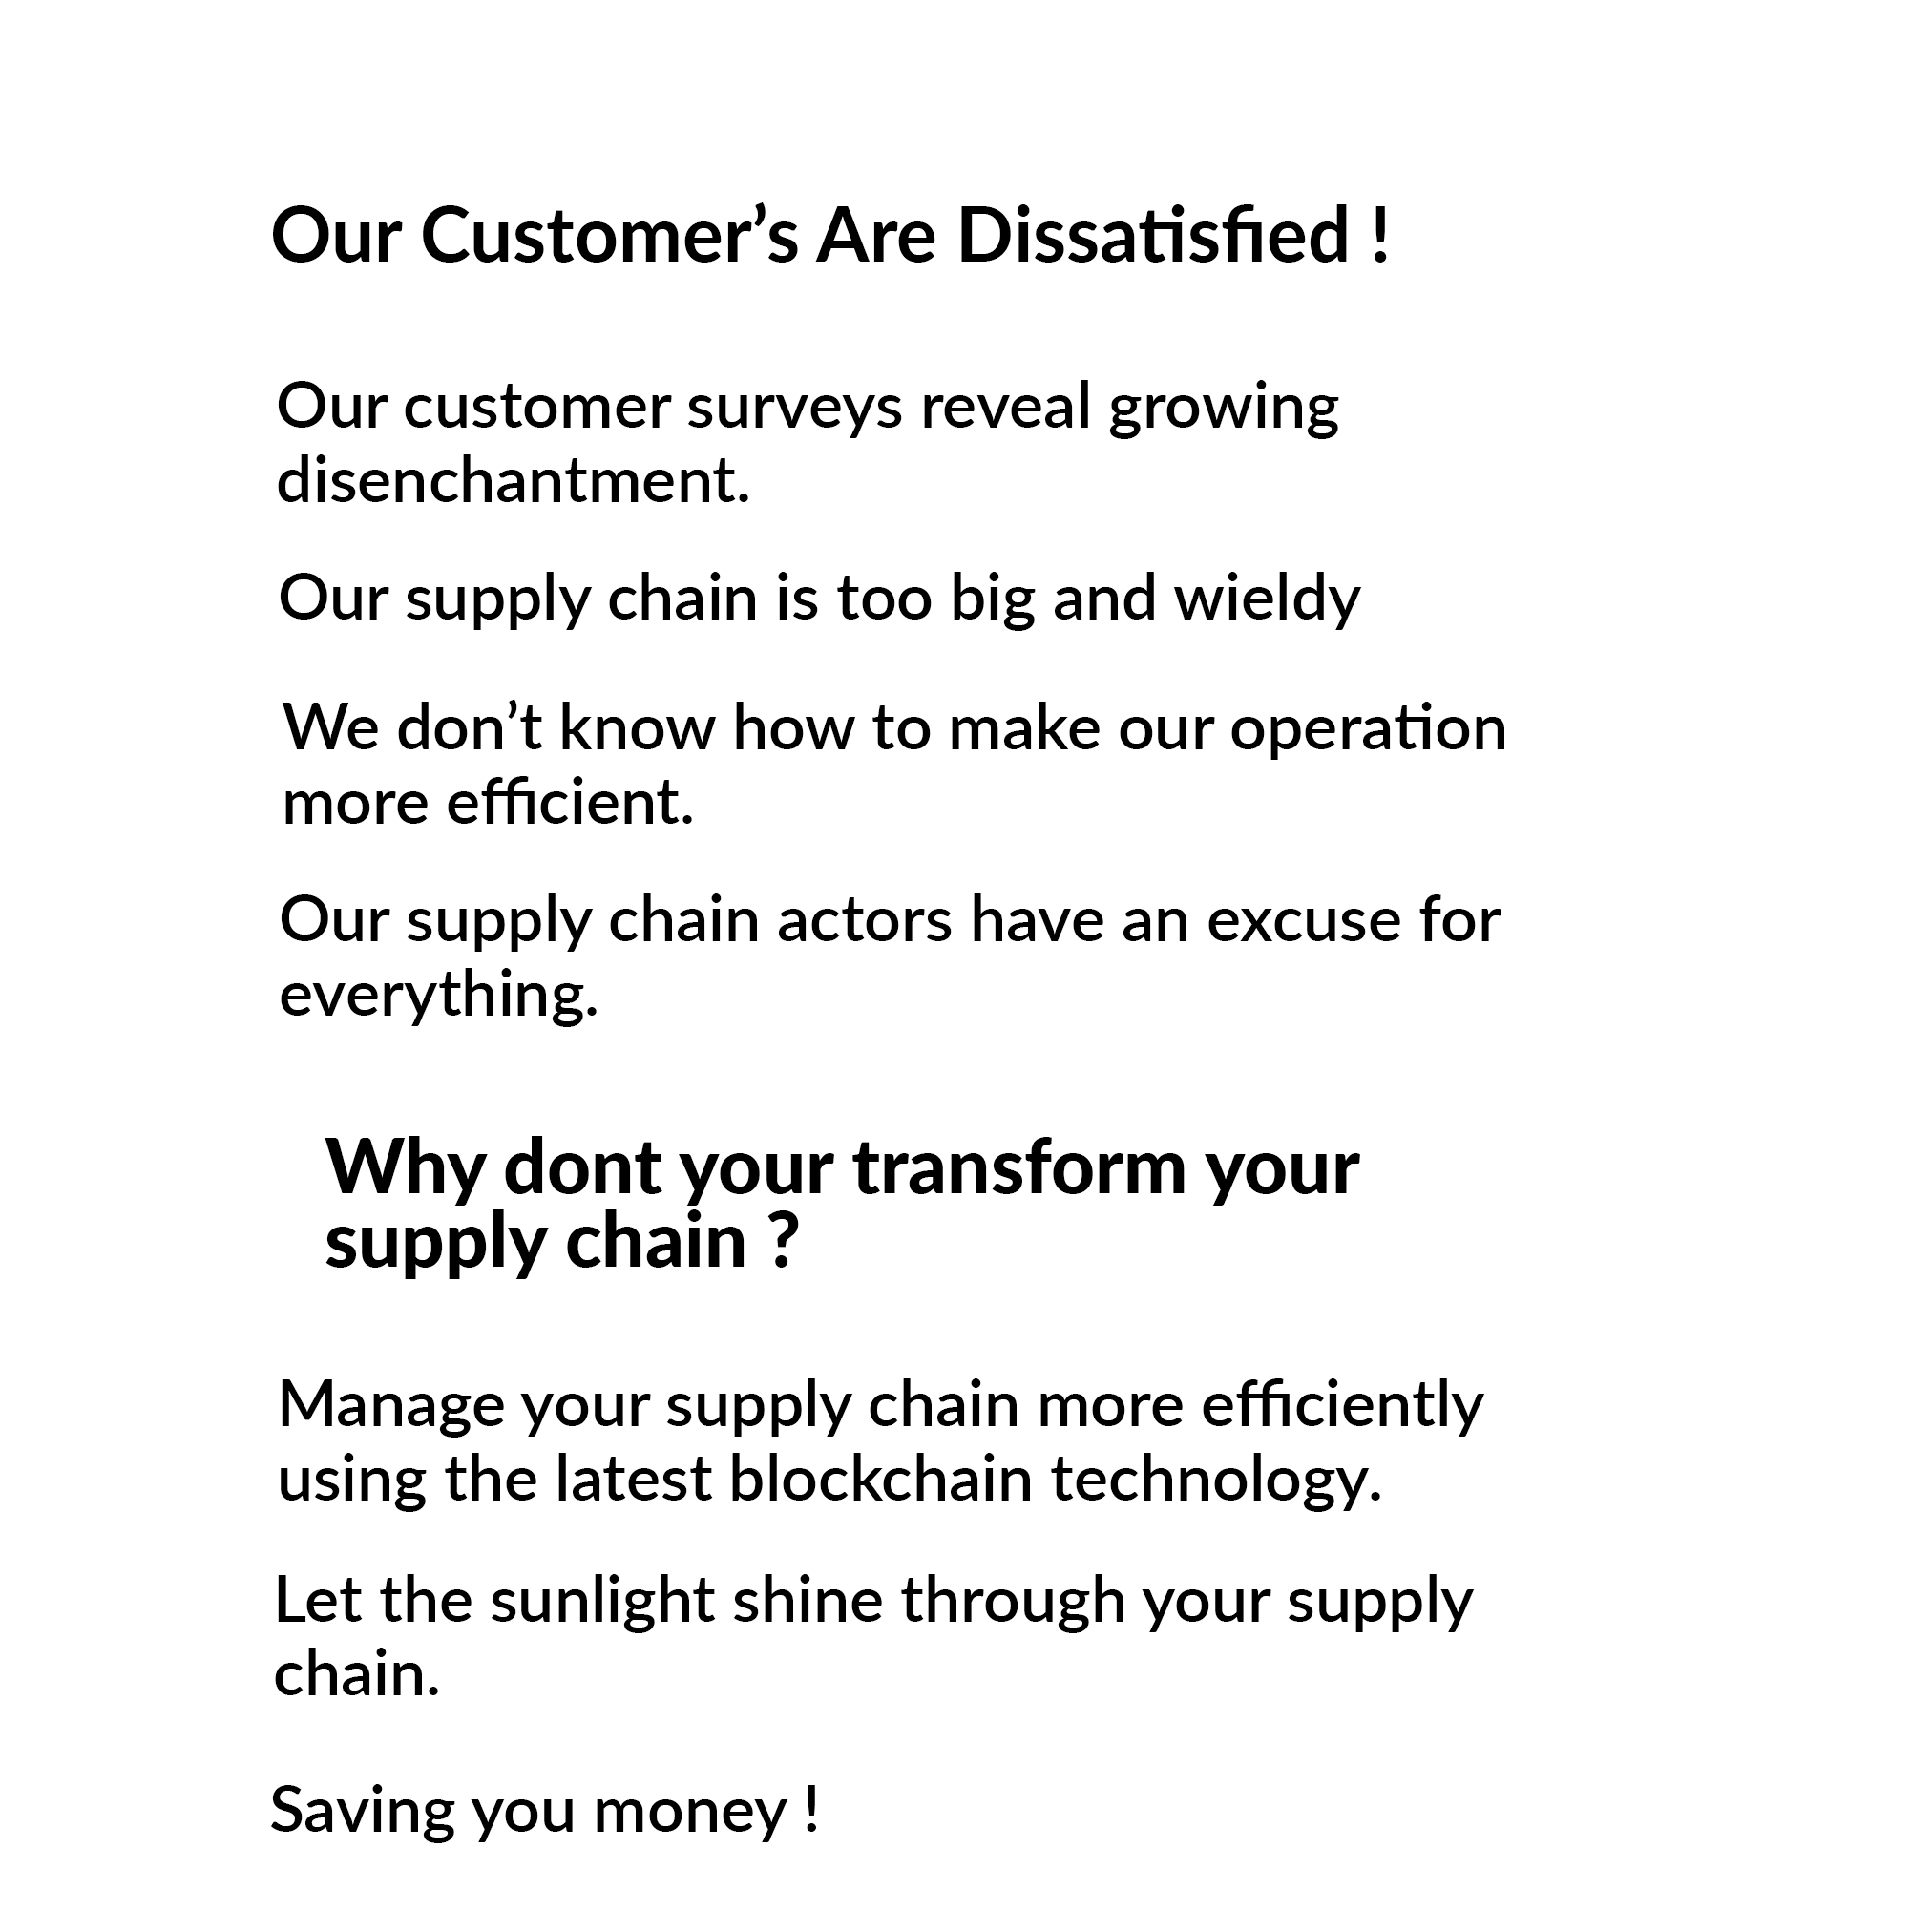 Our Customer’s Are Dissatisfied !
Our customer surveys reveal growing
disenchantment.
Our supply chain is too big and wieldy
We don’t know how to make our operation
more efficient.
Our supply chain actors have an excuse for
everything.
Why dont your transform your
supply chain ?
Manage your supply chain more efficiently
using the latest blockchain technology.
Let the sunlight shine through your supply
chain.
Saving you money !